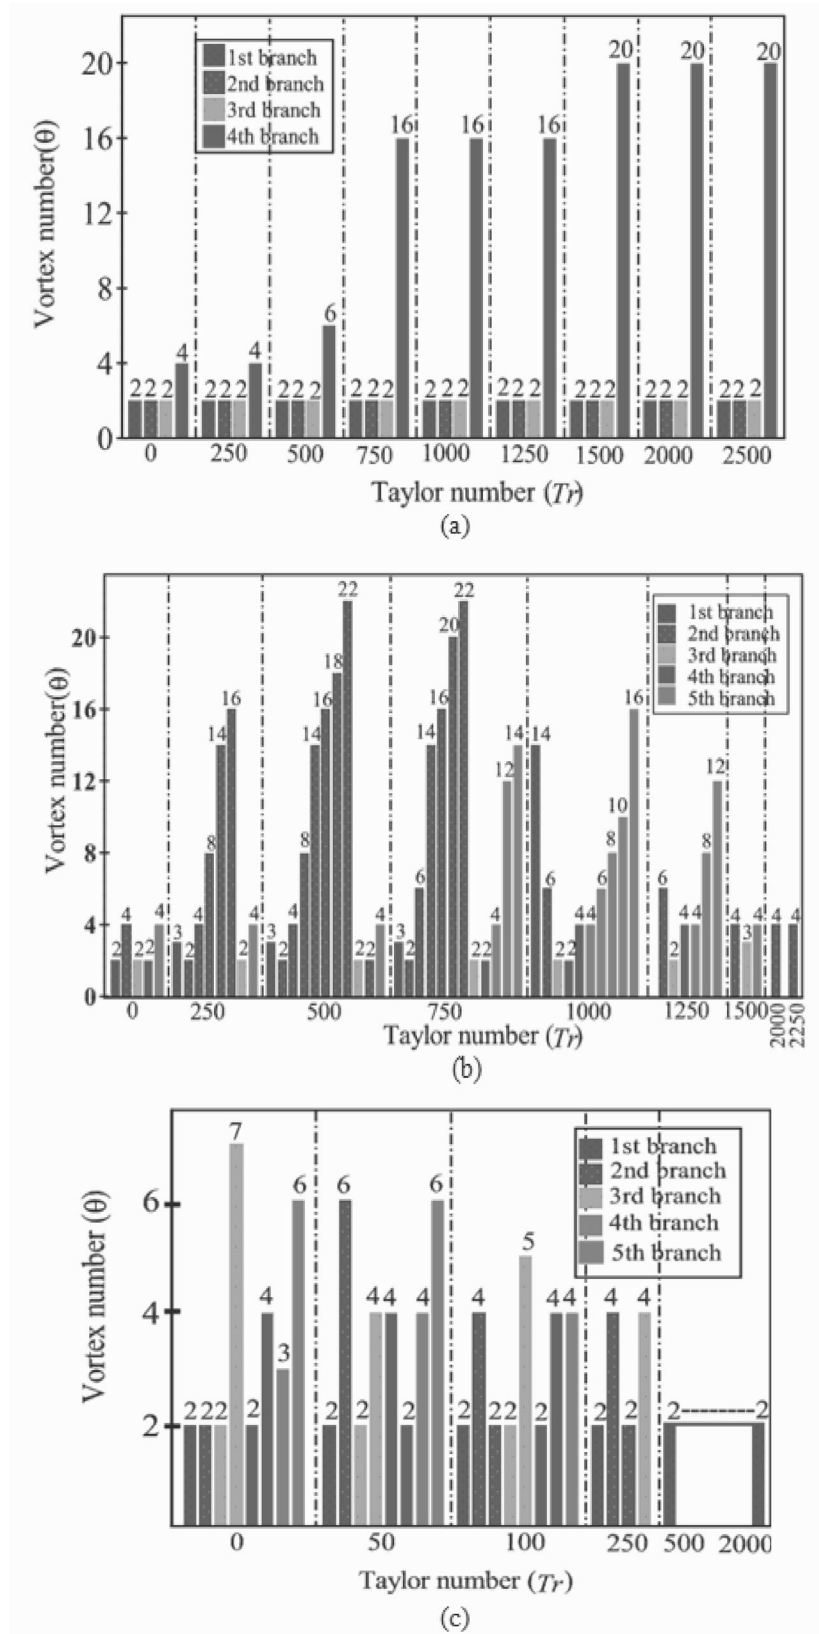 20
20
20
20
1st branch
2nd branch
3rd branch
4th branch
16
16
16
16
12
8
6
4
4
4
2 2 2
2 2 2
2 2 2
2 2 2
2 2 2
2 2 2
2 2 2
2 2 2
2 2 2
0
0 250 500 750 1000 1250 1500 2000 2500
Vortex number(θ)
Taylor number (Tr)
(a)
1st branch
2nd branch
3rd branch
4th branch
5th branch
20
16
12
8
4
0
2 4 2 2 4
3 2 4 8 14 16 2 4
3 2 4 8 14 16 18 22 2 2 4
3 2 6 14 16 20 22 2 2 4 12 14
14 6 2 2 4 4 6 8 10 16
6 2 4 4 8 12
4 3 4
4 4
0 250 500 750 1000 1250 1500 2000 2250
Vortex number(θ)
Taylor number (Tr)
(b)
1st branch
2nd branch
3rd branch
4th branch
5th branch
6
4
2
2 2 2 7 2 4 3 6
2 6 2 4 4 2 4 6
2 4 2 2 5 2 4 4
2 4 2 4
2--------2
0 50 100 250 500 2000
Vortex number (θ)
Taylor number (Tr)
(c)